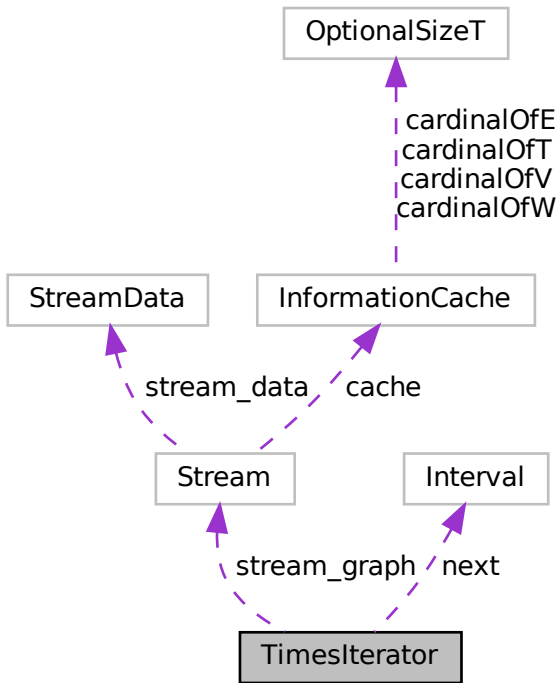 OptionalSizeT
cardinalOfE
cardinalOfT
cardinalOfV
cardinalOfW
StreamData
InformationCache
stream_data
cache
Stream
Interval
stream_graph
next
TimesIterator